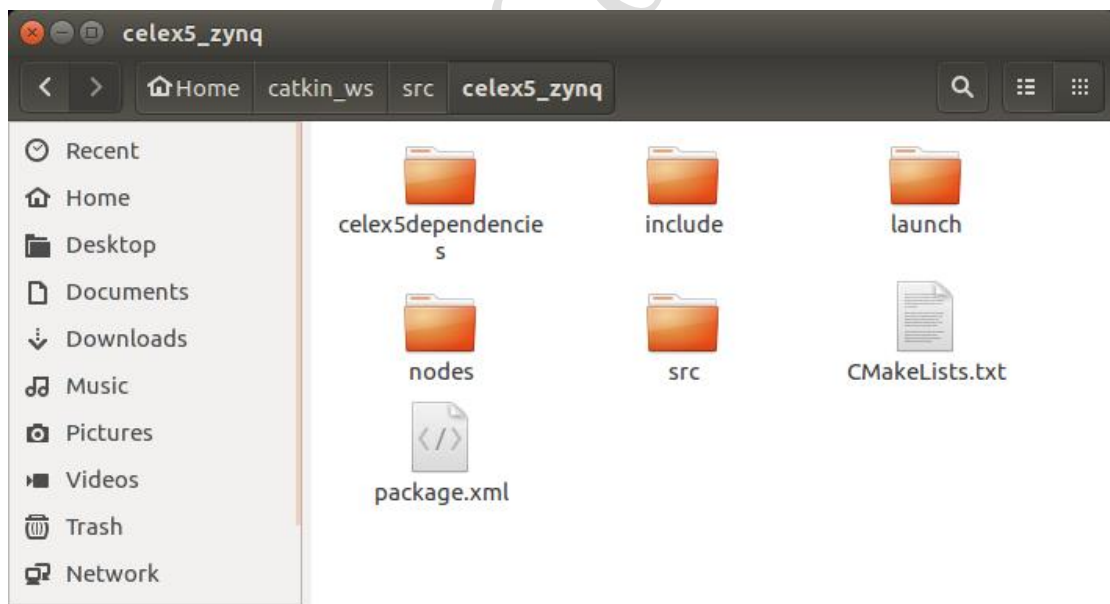 celex5_zynq
Home catkin_ws src celex5_zynq
Recent
Home
Desktop
Documents
Downloads
Music
Pictures
Videos
Trash
Network
celex5dependencie
s
include
launch
nodes
src
CMakeLists.txt
package.xml